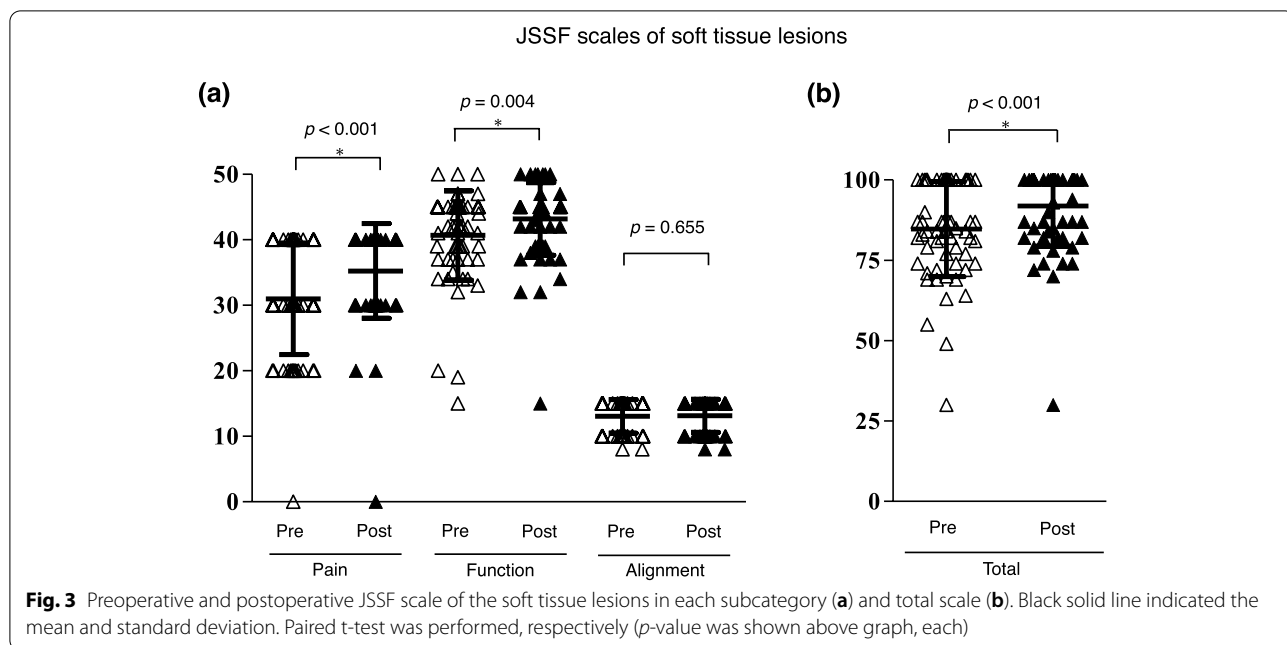 JSSF scales of soft tissue lesions
(a)
(b)
p < 0.001
*
p = 0.004
*
p = 0.655
p < 0.001
*
50
40
30
20
10
0
100
75
50
25
0
Pre Post Pre Post Pre Post
Pain Function Alignment
Pre Post
Total
Fig. 3 Preoperative and postoperative JSSF scale of the soft tissue lesions in each subcategory (a) and total scale (b). Black solid line indicated the
mean and standard deviation. Paired t-test was performed, respectively (p-value was shown above graph, each)